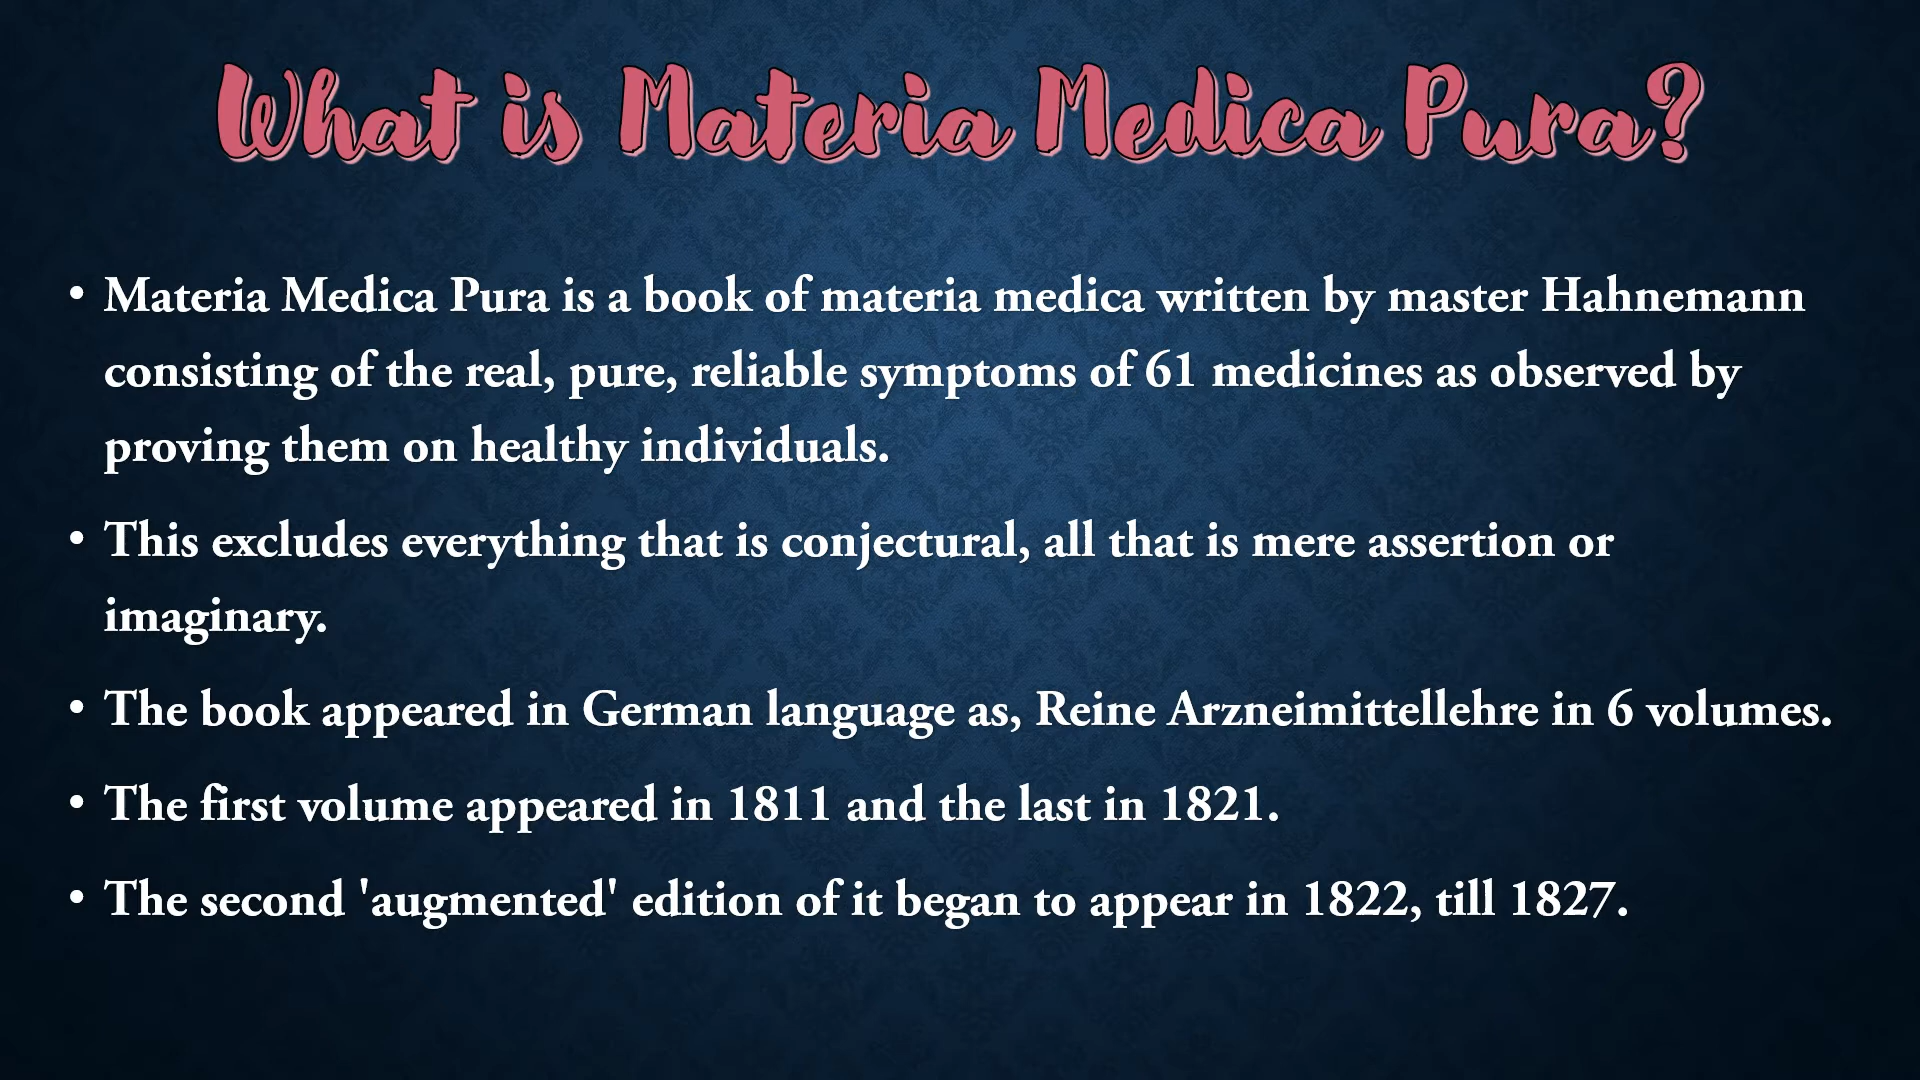 What is Materia Medica Pura?
• Materia Medica Pura is a book of materia medica written by master Hahnemann
consisting of the real, pure, reliable symptoms of 61 medicines as observed by
proving them on healthy individuals.
• This excludes everything that is conjectural, all that is mere assertion or
imaginary.
• The book appeared in German language as, Reine Arzneimittellehre in 6 volumes.
• The first volume appeared in 1811 and the last in 1821.
• The second 'augmented' edition of it began to appear in 1822, till 1827.